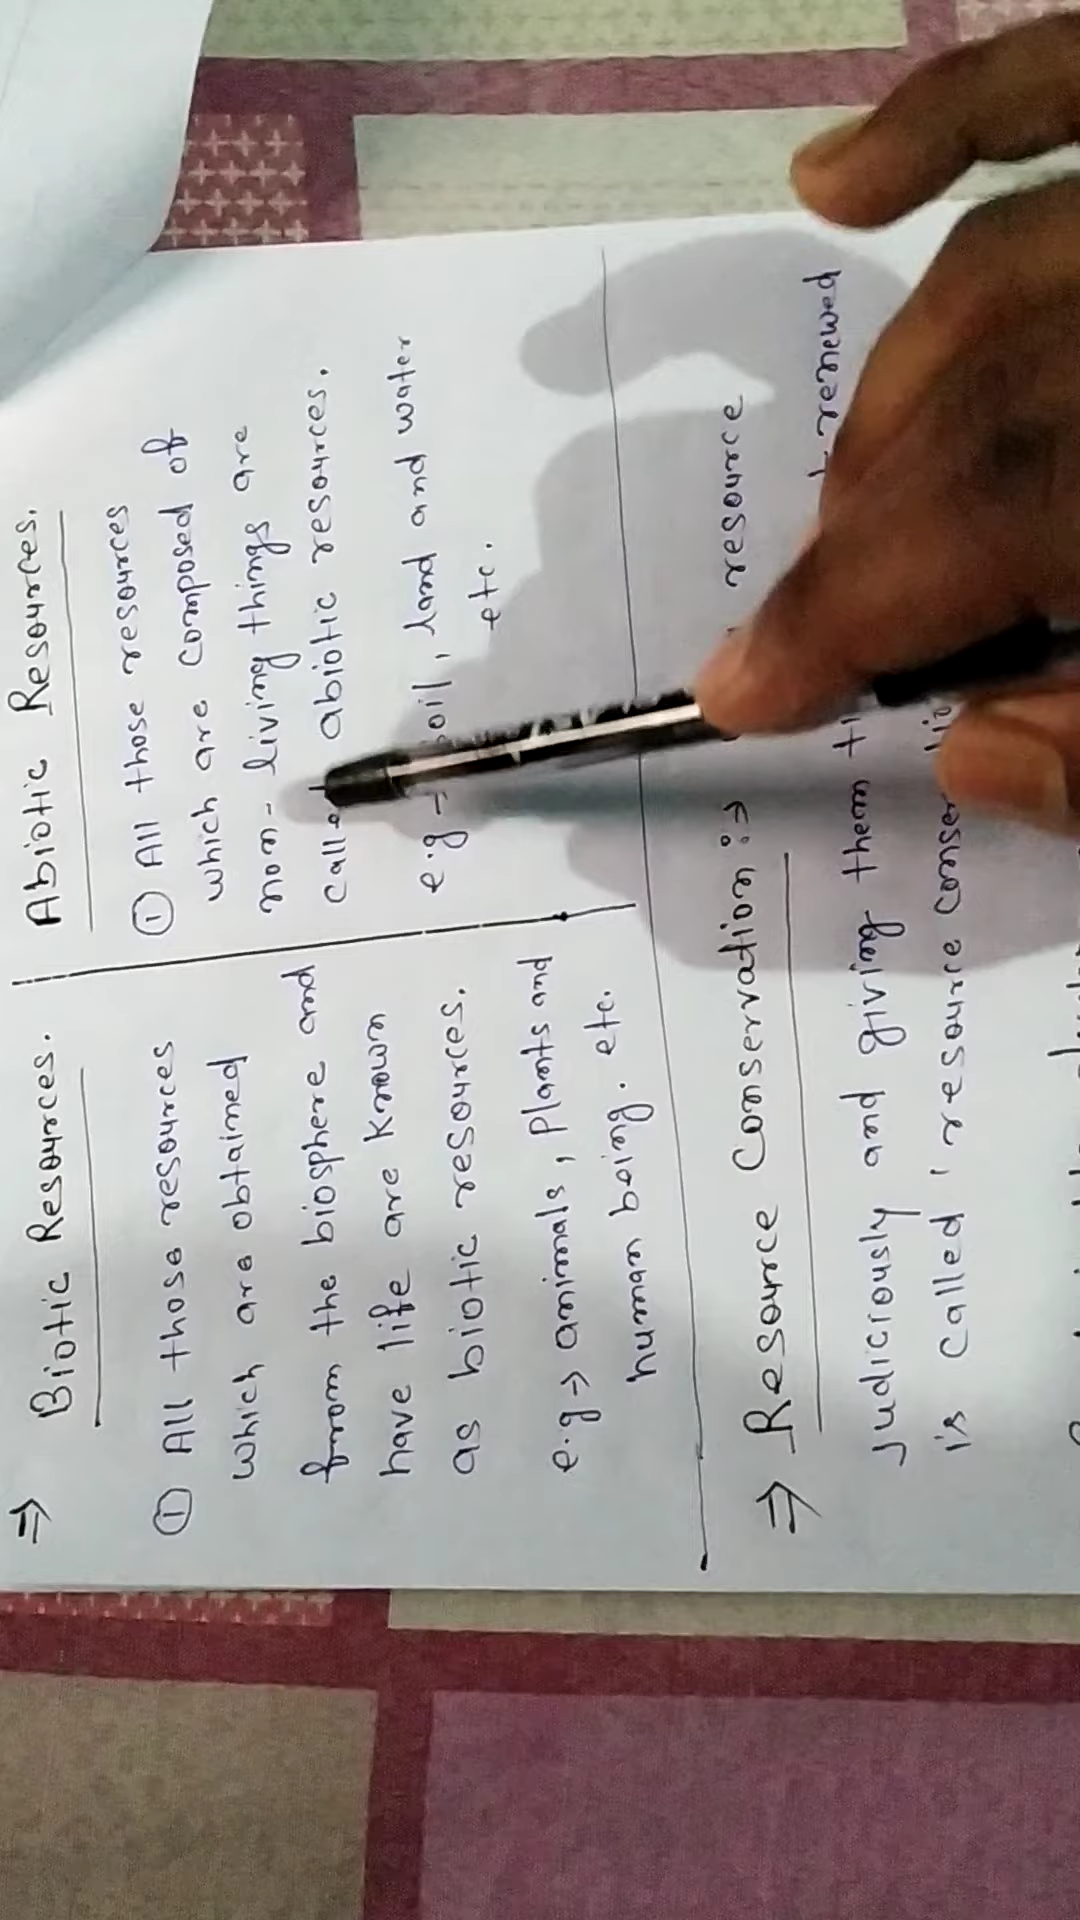 ⇒ Biotic Resources.
① All those resources
which are obtained
from the biosphere and
have life are known
as biotic resources.
e.g → animals, plants and
human being. etc.
Abiotic Resources.
① All those resources
which are composed of
non-living things are
abiotic resources.
e.g → soil, land and water
etc.
⇒ Resource Conservation :→ resource
Judiciously and giving them renewed
is called 'resource